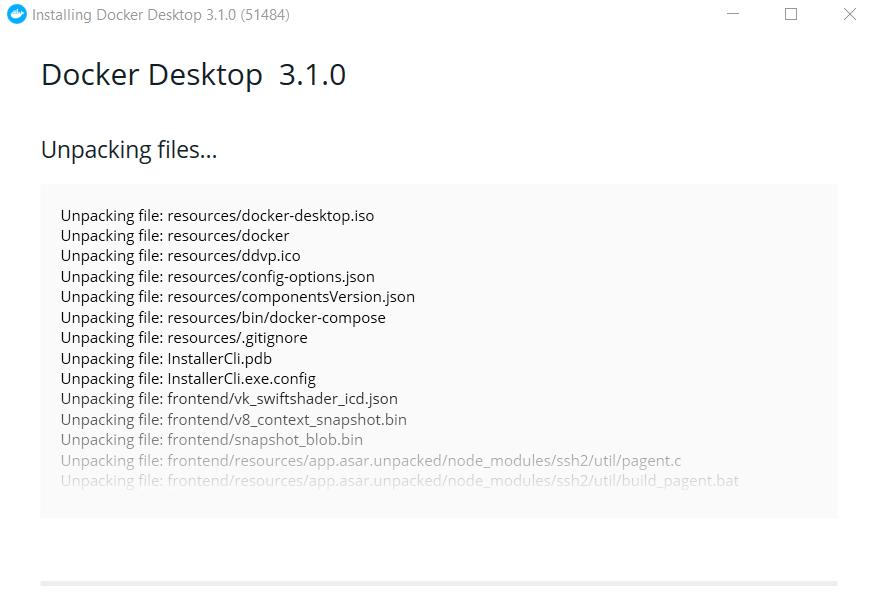 Installing Docker Desktop 3.1.0 (51484)
Docker Desktop 3.1.0
Unpacking files...
Unpacking file: resources/docker-desktop.iso
Unpacking file: resources/docker
Unpacking file: resources/ddvp.ico
Unpacking file: resources/config-options.json
Unpacking file: resources/componentsVersion.json
Unpacking file: resources/bin/docker-compose
Unpacking file: resources/.gitignore
Unpacking file: InstallerCli.pdb
Unpacking file: InstallerCli.exe.config
Unpacking file: frontend/vk_swiftshader_icd.json
Unpacking file: frontend/v8_context_snapshot.bin
Unpacking file: frontend/snapshot_blob.bin
Unpacking file: frontend/resources/app.asar.unpacked/node_modules/ssh2/util/pagent.c
Unpacking file: frontend/resources/app.asar.unpacked/node_modules/ssh2/util/build_pagent.bat